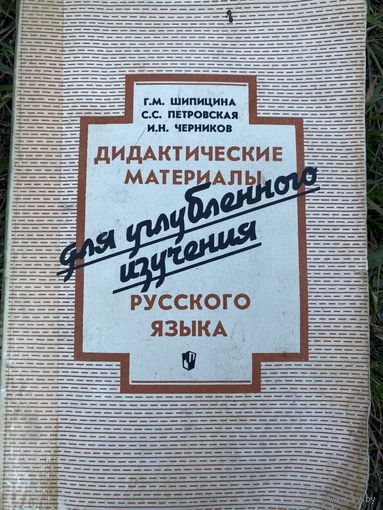 Г.М. ШИПИЦИНА
С.С. ПЕТРОВСКАЯ
И.Н. ЧЕРНИКОВ
ДИДАКТИЧЕСКИЕ
МАТЕРИАЛЫ
для углубленного
изучения
РУССКОГО
ЯЗЫКА